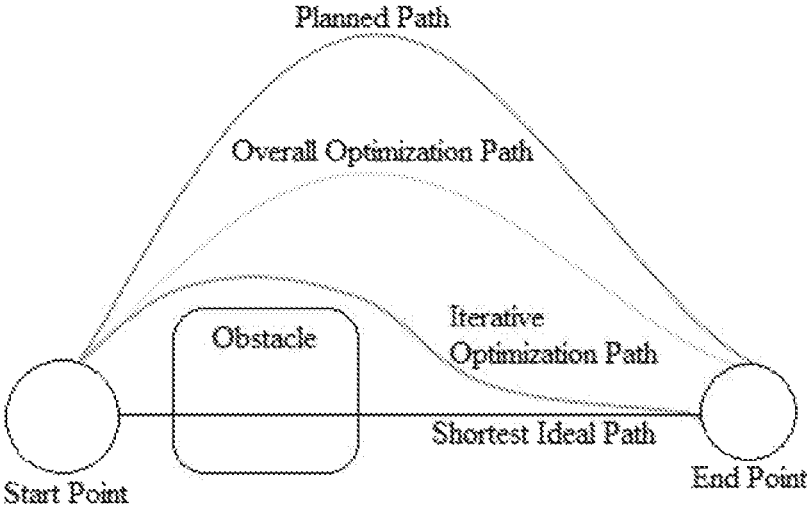 Planned Path
Overall Optimization Path
Obstacle
Iterative
Optimization Path
Shortest Ideal Path
Start Point
End Point